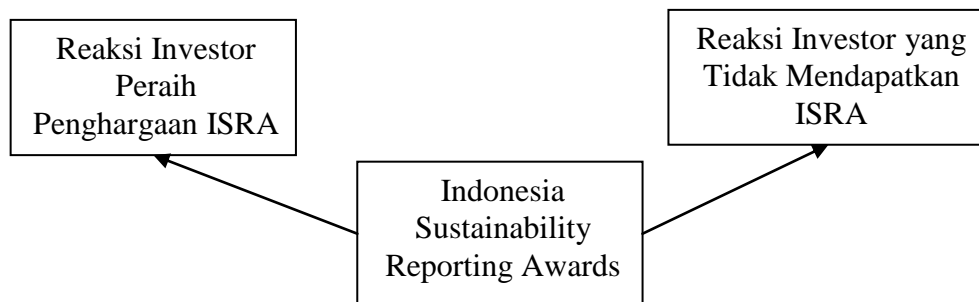 Reaksi Investor
Peraih
Penghargaan ISRA
Reaksi Investor yang
Tidak Mendapatkan
ISRA
Indonesia
Sustainability
Reporting Awards